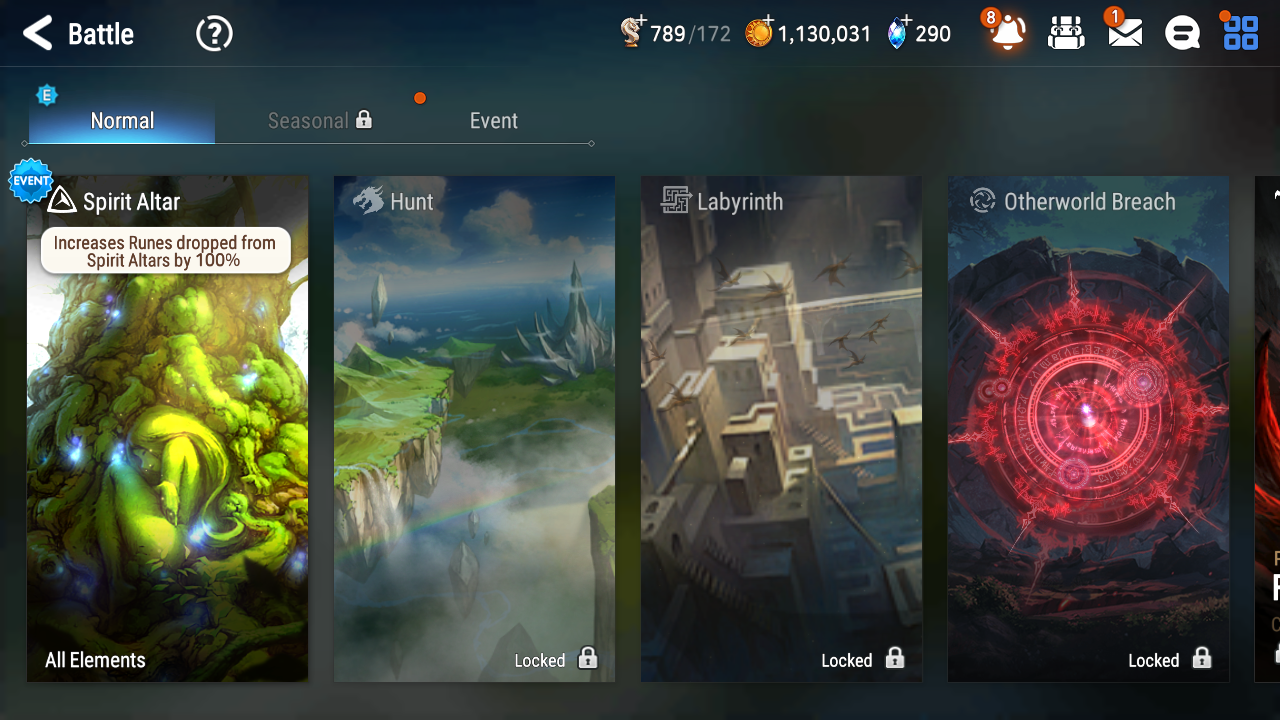 Battle
?
789/172
1,130,031
290
8
1
E
Normal
Seasonal
Event
EVENT
Spirit Altar
Increases Runes dropped from
Spirit Altars by 100%
All Elements
Hunt
Locked
Labyrinth
Locked
Otherworld Breach
Locked